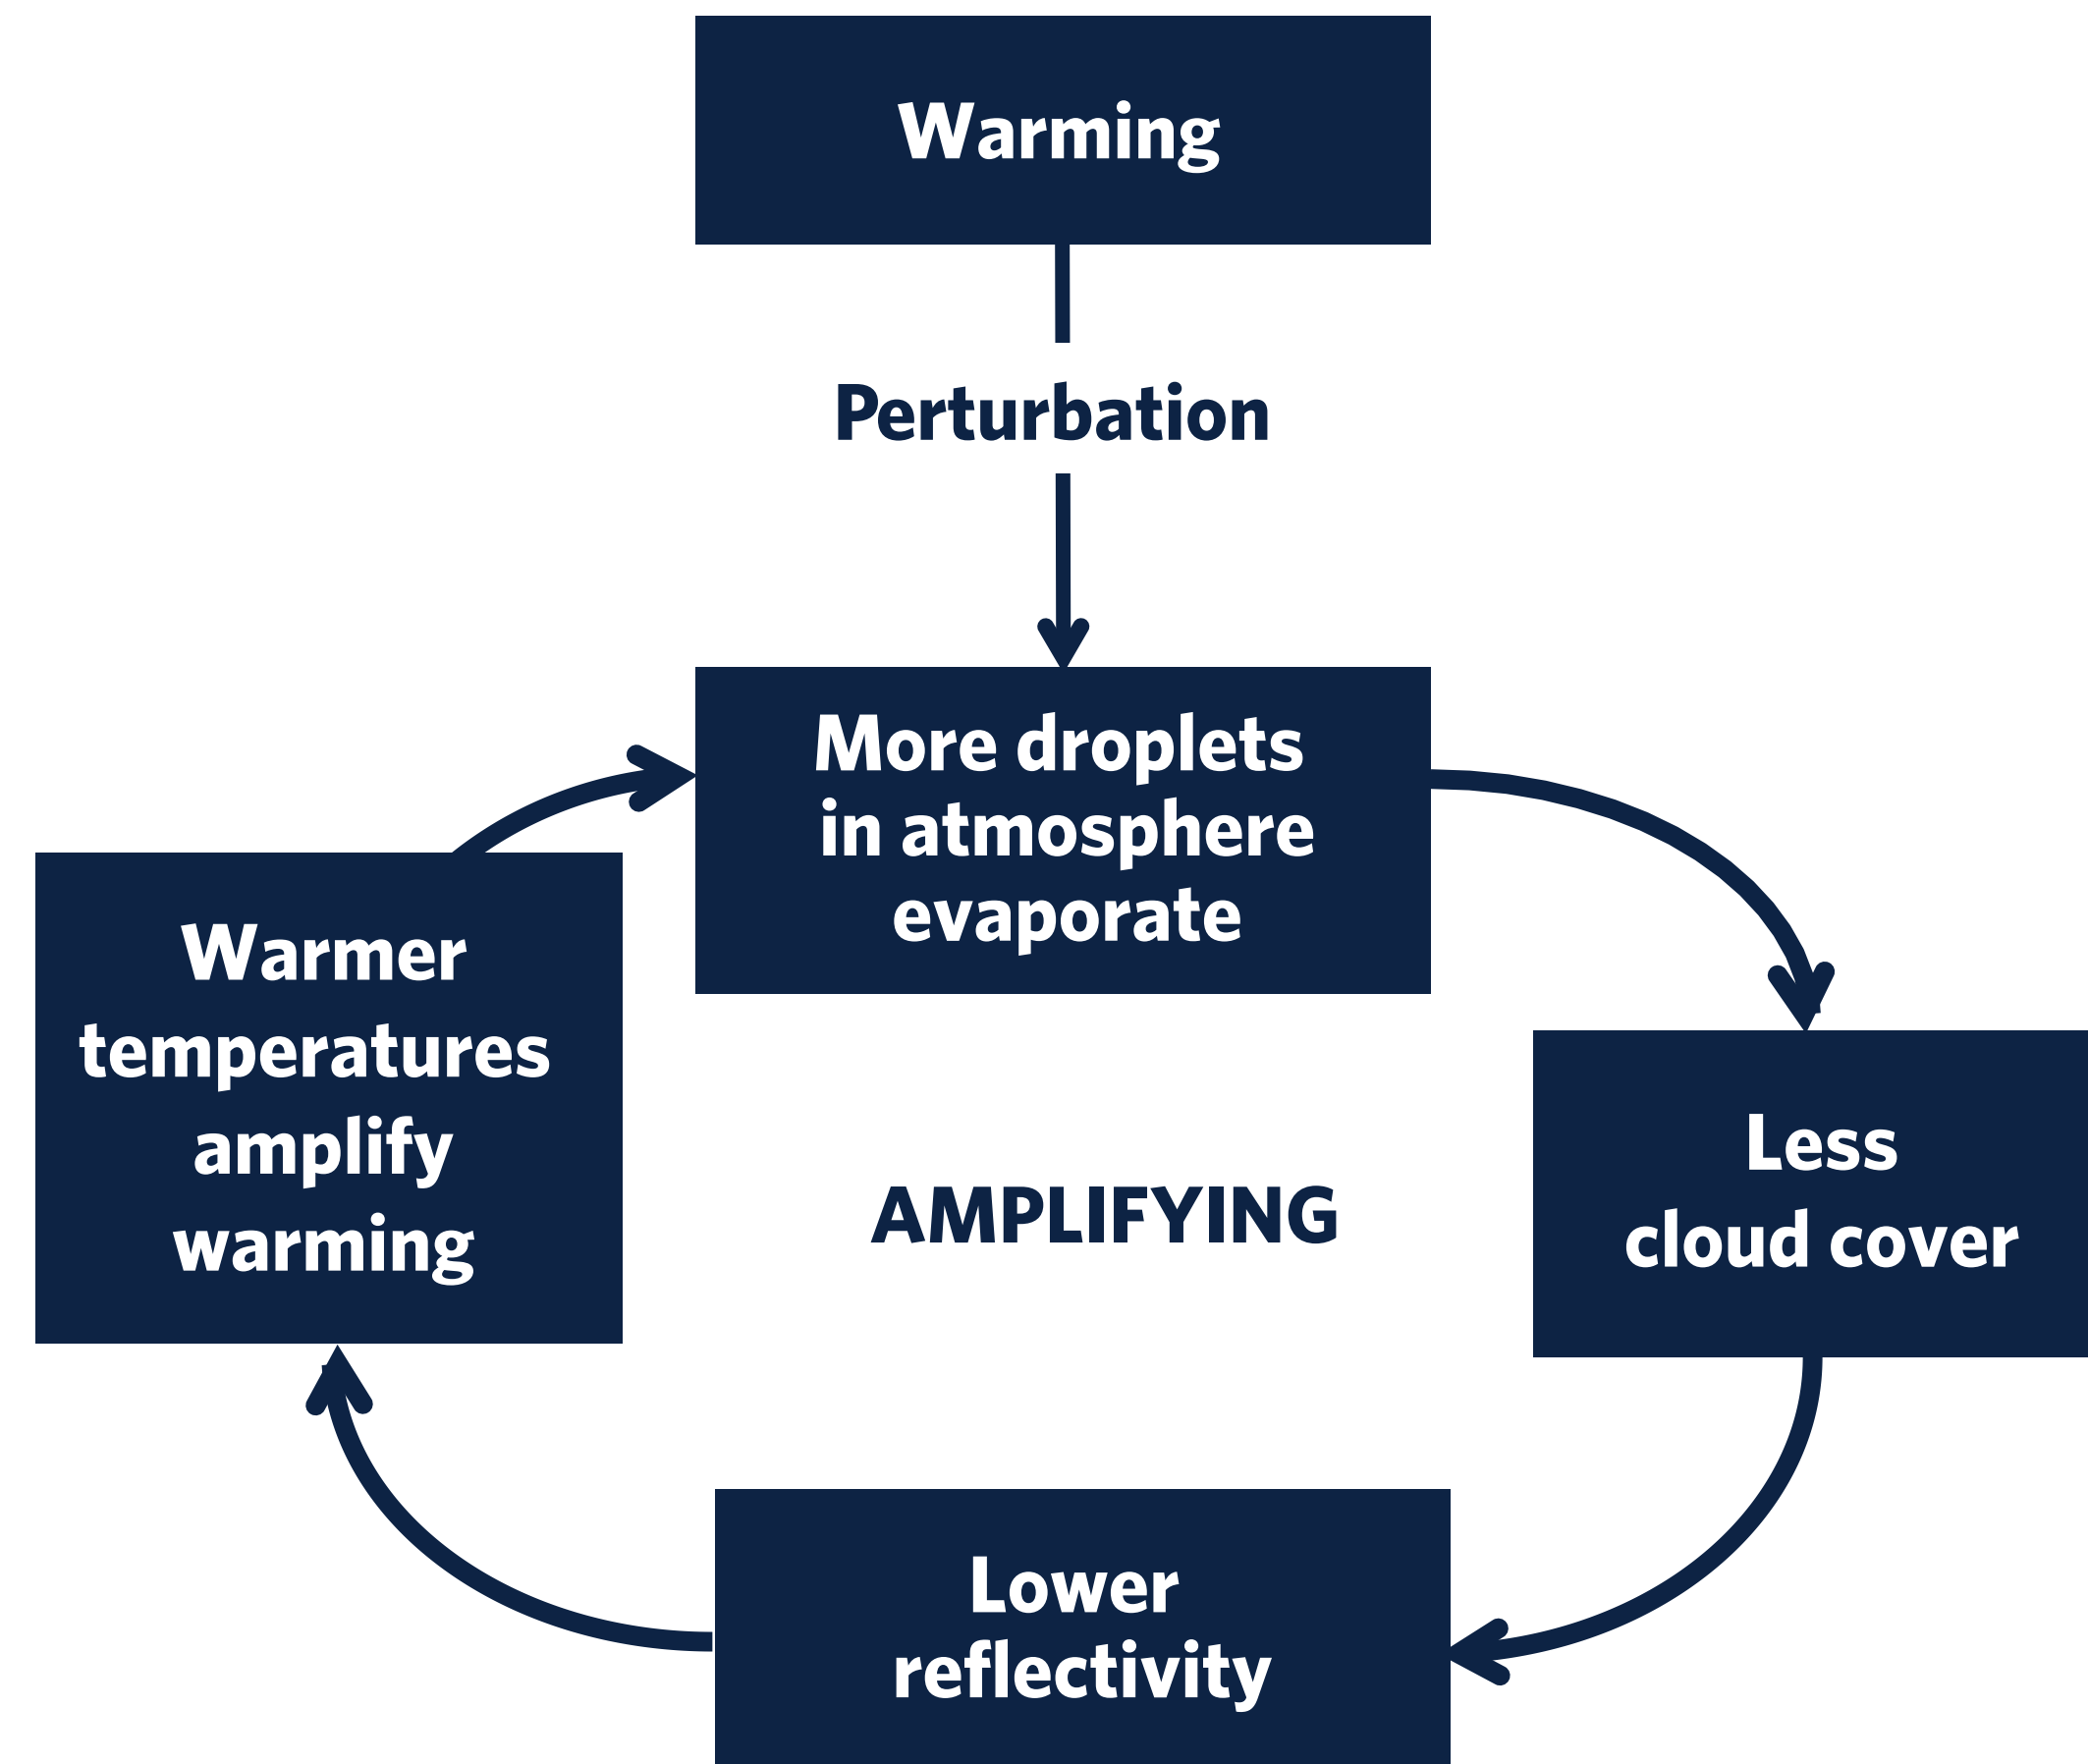 Warming
Perturbation
More droplets
in atmosphere
evaporate
Warmer
temperatures
amplify
warming
AMPLIFYING
Less
cloud cover
Lower
reflectivity